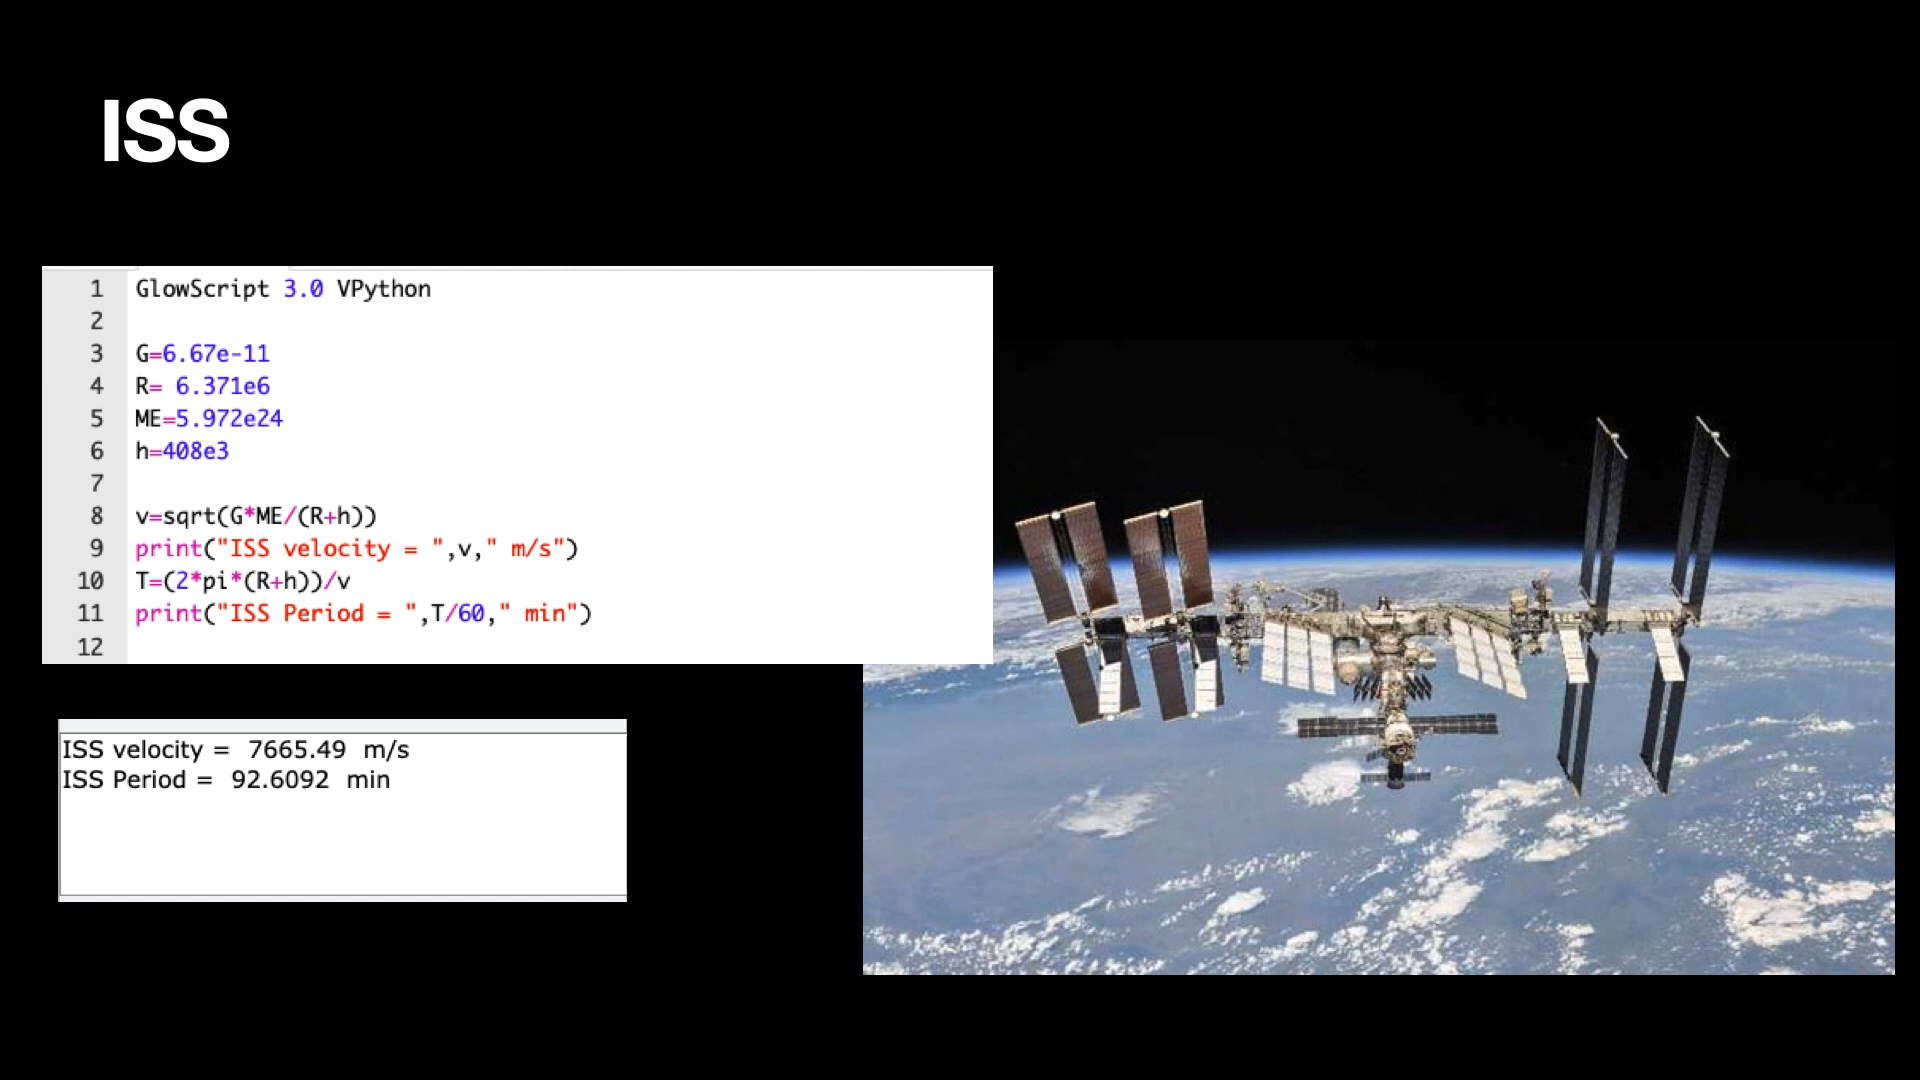 ISS
1 GlowScript 3.0 VPython
2
3 G=6.67e-11
4 R= 6.371e6
5 ME=5.972e24
6 h=408e3
7
8 v=sqrt(G*ME/(R+h))
9 print("ISS velocity = ",v," m/s")
10 T=(2*pi*(R+h))/v
11 print("ISS Period = ",T/60," min")
12
ISS velocity =  7665.49  m/s
ISS Period =  92.6092  min